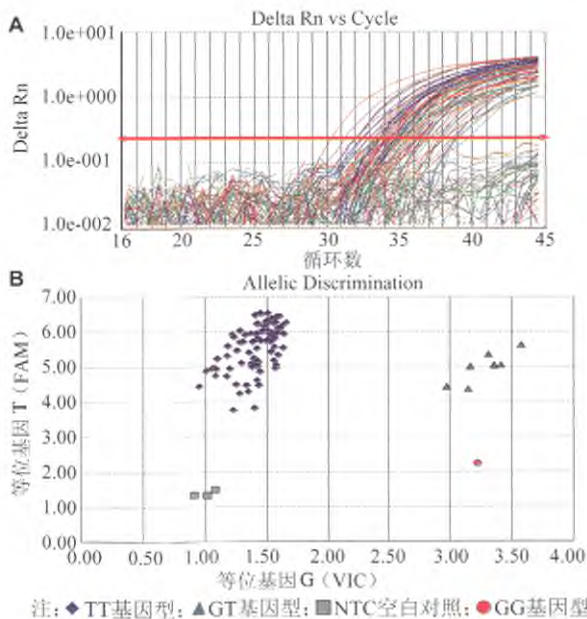 A
Delta Rn vs Cycle
1.0e+001
1.0e+000
1.0e-001
1.0e-002
Delta Rn
16 20 25 30 35 40 45
循环数
B
Allelic Discrimination
7.00
6.00
5.00
4.00
3.00
2.00
1.00
0.00
等位基因T（FAM）
0.00 0.50 1.00 1.50 2.00 2.50 3.00 3.50 4.00
等位基因G（VIC）
注：◆TT基因型；▲GT基因型；■NTC空白对照；●GG基因型